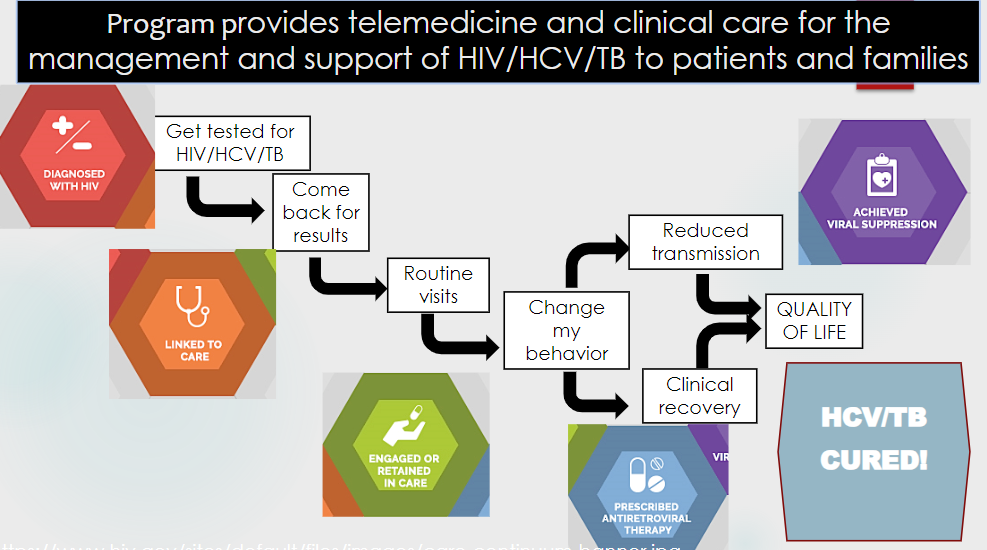 Program provides telemedicine and clinical care for the
management and support of HIV/HCV/TB to patients and families
DIAGNOSED
WITH HIV
Get tested for
HIV/HCV/TB
Come
back for
results
LINKED TO
CARE
Routine
visits
ENGAGED OR
RETAINED
IN CARE
Change
my
behavior
Reduced
transmission
Clinical
recovery
PRESCRIBED
ANTIRETROVIRAL
THERAPY
VIR
QUALITY
OF LIFE
ACHIEVED
VIRAL SUPPRESSION
HCV/TB
CURED!